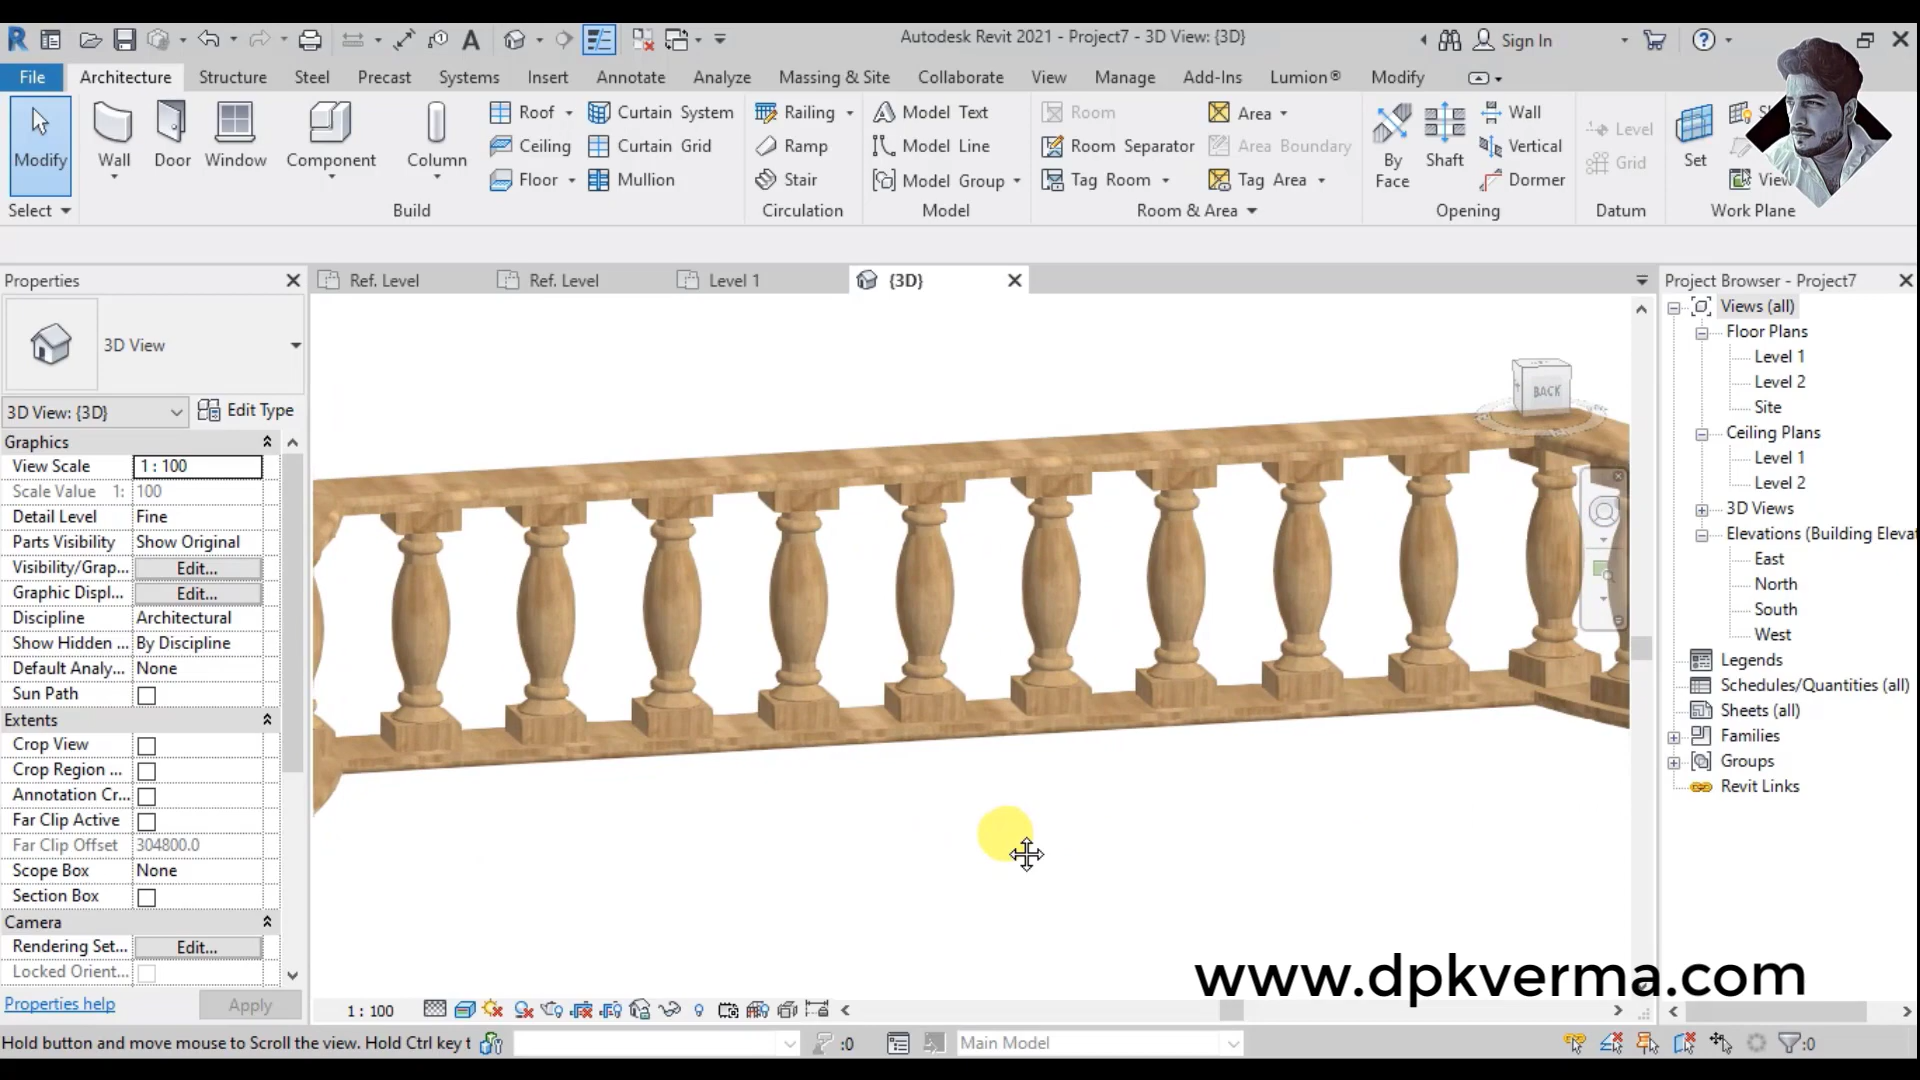 Autodesk Revit 2021 - Project7 - 3D View: {3D}
Sign In
File Architecture Structure Steel Precast Systems Insert Annotate Analyze Massing & Site Collaborate View Manage Add-Ins Lumion® Modify
Modify
Wall
Door
Window
Component
Column
Roof
Ceiling
Floor
Curtain System
Curtain Grid
Mullion
Railing
Ramp
Stair
Model Text
Model Line
Model Group
Room
Room Separator
Tag Room
Area
Area Boundary
Tag Area
By Face
Shaft
Wall
Vertical
Dormer
Level
Grid
Set
Select
Build
Circulation
Model
Room & Area
Opening
Datum
Work Plane
Properties
Ref. Level
Ref. Level
Level 1
{3D}
Project Browser - Project7
3D View
3D View: {3D}
Edit Type
Graphics
View Scale 1 : 100
Scale Value 1: 100
Detail Level Fine
Parts Visibility Show Original
Visibility/Grap... Edit...
Graphic Displ... Edit...
Discipline Architectural
Show Hidden ... By Discipline
Default Analy... None
Sun Path
Extents
Crop View
Crop Region ...
Annotation Cr...
Far Clip Active
Far Clip Offset 304800.0
Scope Box None
Section Box
Camera
Rendering Set... Edit...
Locked Orient...
Properties help
Apply
BACK
Views (all)
Floor Plans
Level 1
Level 2
Site
Ceiling Plans
Level 1
Level 2
3D Views
Elevations (Building Elevat
East
North
South
West
Legends
Schedules/Quantities (all)
Sheets (all)
Families
Groups
Revit Links
www.dpkverma.com
1 : 100
Hold button and move mouse to Scroll the view. Hold Ctrl key t
:0
Main Model
:0